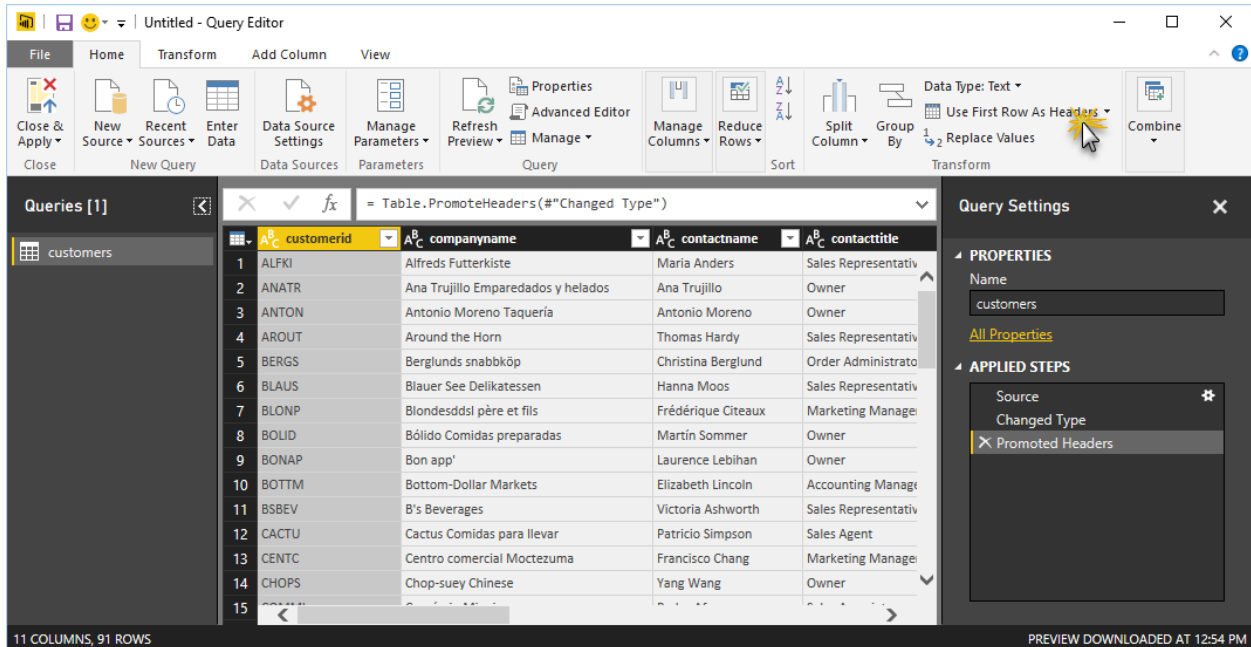 Untitled - Query Editor
File Home Transform Add Column View
Close & Apply
New Source
Recent Sources
Enter Data
Data Source Settings
Manage Parameters
Refresh Preview
Properties
Advanced Editor
Manage
Manage Columns
Reduce Rows
Split Column
Group By
Data Type: Text
Use First Row As Headers
Replace Values
Combine
Close New Query Data Sources Parameters Query Sort Transform
Queries [1]
customers
fx = Table.PromoteHeaders(#"Changed Type")
customerid companyname contactname contacttitle
1 ALFKI Alfreds Futterkiste Maria Anders Sales Representativ
2 ANATR Ana Trujillo Emparedados y helados Ana Trujillo Owner
3 ANTON Antonio Moreno Taquería Antonio Moreno Owner
4 AROUT Around the Horn Thomas Hardy Sales Representativ
5 BERGS Berglunds snabbköp Christina Berglund Order Administrato
6 BLAUS Blauer See Delikatessen Hanna Moos Sales Representativ
7 BLONP Blondesddsl père et fils Frédérique Citeaux Marketing Manager
8 BOLID Bólido Comidas preparadas Martín Sommer Owner
9 BONAP Bon app' Laurence Lebihan Owner
10 BOTTM Bottom-Dollar Markets Elizabeth Lincoln Accounting Manage
11 BSBEV B's Beverages Victoria Ashworth Sales Representativ
12 CACTU Cactus Comidas para llevar Patricio Simpson Sales Agent
13 CENTC Centro comercial Moctezuma Francisco Chang Marketing Manager
14 CHOPS Chop-suey Chinese Yang Wang Owner
15
Query Settings
PROPERTIES
Name
customers
All Properties
APPLIED STEPS
Source
Changed Type
Promoted Headers
11 COLUMNS, 91 ROWS
PREVIEW DOWNLOADED AT 12:54 PM